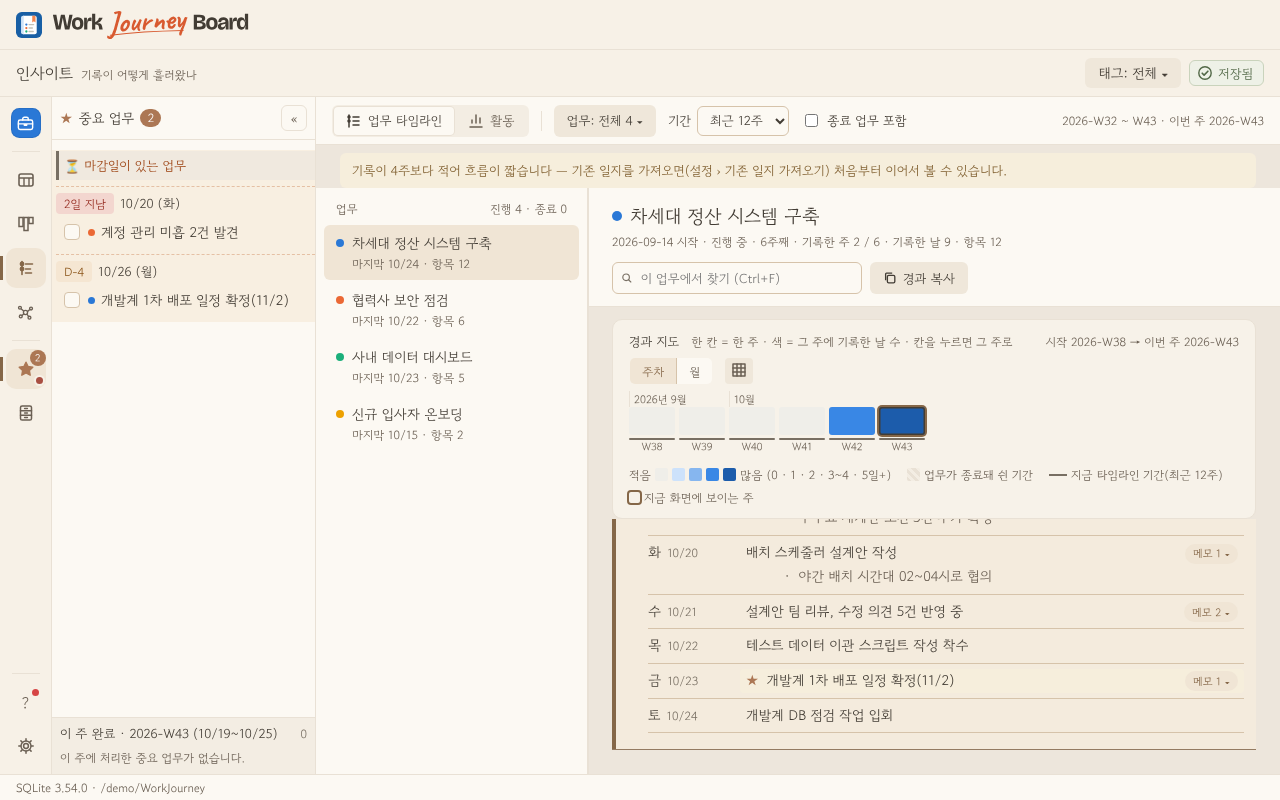 Work Journey Board
인사이트 기록이 어떻게 흘러왔나
태그: 전체
저장됨
★ 중요 업무 2 «
⏳ 마감일이 있는 업무
2일 지남 10/20 (화)
계정 관리 미흡 2건 발견
D-4 10/26 (월)
개발계 1차 배포 일정 확정(11/2)
2
?
이 주 완료 · 2026-W43 (10/19~10/25) 0
이 주에 처리한 중요 업무가 없습니다.
업무 타임라인 활동 업무: 전체 4 기간 최근 12주 종료 업무 포함 2026-W32 ~ W43 · 이번 주 2026-W43
기록이 4주보다 적어 흐름이 짧습니다 — 기존 일지를 가져오면(설정 › 기존 일지 가져오기) 처음부터 이어서 볼 수 있습니다.
업무 진행 4 · 종료 0
차세대 정산 시스템 구축
마지막 10/24 · 항목 12
협력사 보안 점검
마지막 10/22 · 항목 6
사내 데이터 대시보드
마지막 10/23 · 항목 5
신규 입사자 온보딩
마지막 10/15 · 항목 2
차세대 정산 시스템 구축
2026-09-14 시작 · 진행 중 · 6주째 · 기록한 주 2 / 6 · 기록한 날 9 · 항목 12
이 업무에서 찾기 (Ctrl+F)
경과 복사
경과 지도 한 칸 = 한 주 · 색 = 그 주에 기록한 날 수 · 칸을 누르면 그 주로 시작 2026-W38 → 이번 주 2026-W43
주차 월
2026년 9월 10월
W38 W39 W40 W41 W42 W43
적음 많음 (0 · 1 · 2 · 3~4 · 5일+) 업무가 종료돼 쉰 기간 지금 타임라인 기간(최근 12주)
지금 화면에 보이는 주
화 10/20 배치 스케줄러 설계안 작성 메모 1
· 야간 배치 시간대 02~04시로 협의
수 10/21 설계안 팀 리뷰, 수정 의견 5건 반영 중 메모 2
목 10/22 테스트 데이터 이관 스크립트 작성 착수
금 10/23 ★ 개발계 1차 배포 일정 확정(11/2) 메모 1
토 10/24 개발계 DB 점검 작업 입회
SQLite 3.54.0 · /demo/WorkJourney